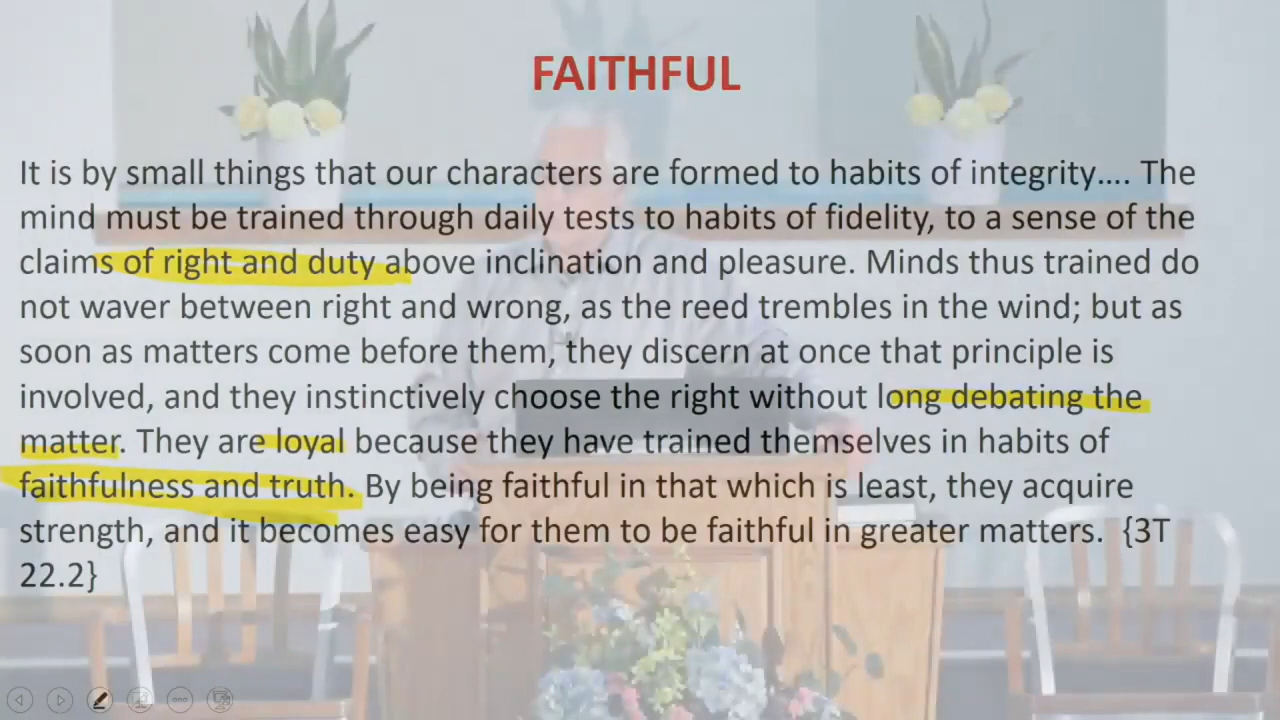 FAITHFUL
It is by small things that our characters are formed to habits of integrity…. The
mind must be trained through daily tests to habits of fidelity, to a sense of the
claims of right and duty above inclination and pleasure. Minds thus trained do
not waver between right and wrong, as the reed trembles in the wind; but as
soon as matters come before them, they discern at once that principle is
involved, and they instinctively choose the right without long debating the
matter. They are loyal because they have trained themselves in habits of
faithfulness and truth. By being faithful in that which is least, they acquire
strength, and it becomes easy for them to be faithful in greater matters.  {3T
22.2}